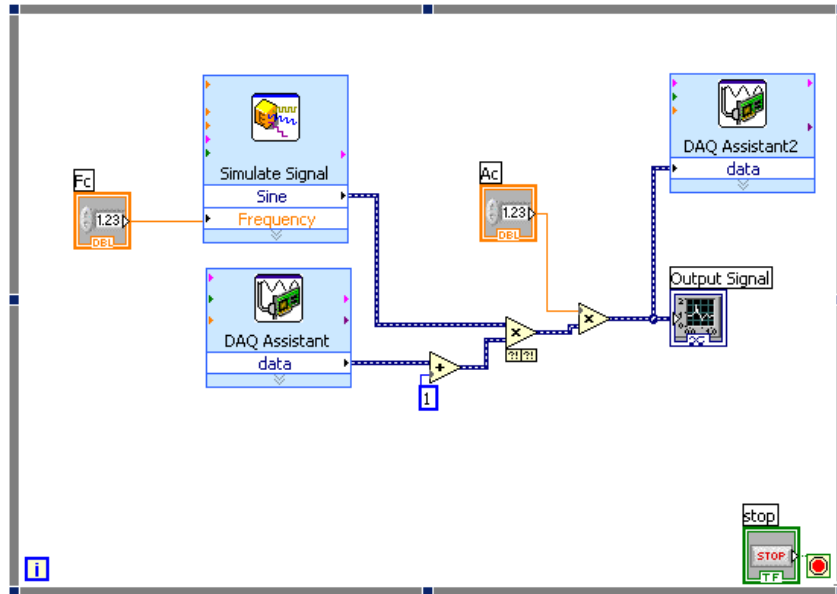 DAQ Assistant2
data
Simulate Signal
Sine
Frequency
Fc
1.23
DBL
Ac
1.23
DBL
Output Signal
DAQ Assistant
data
1
stop
STOP
TF
i